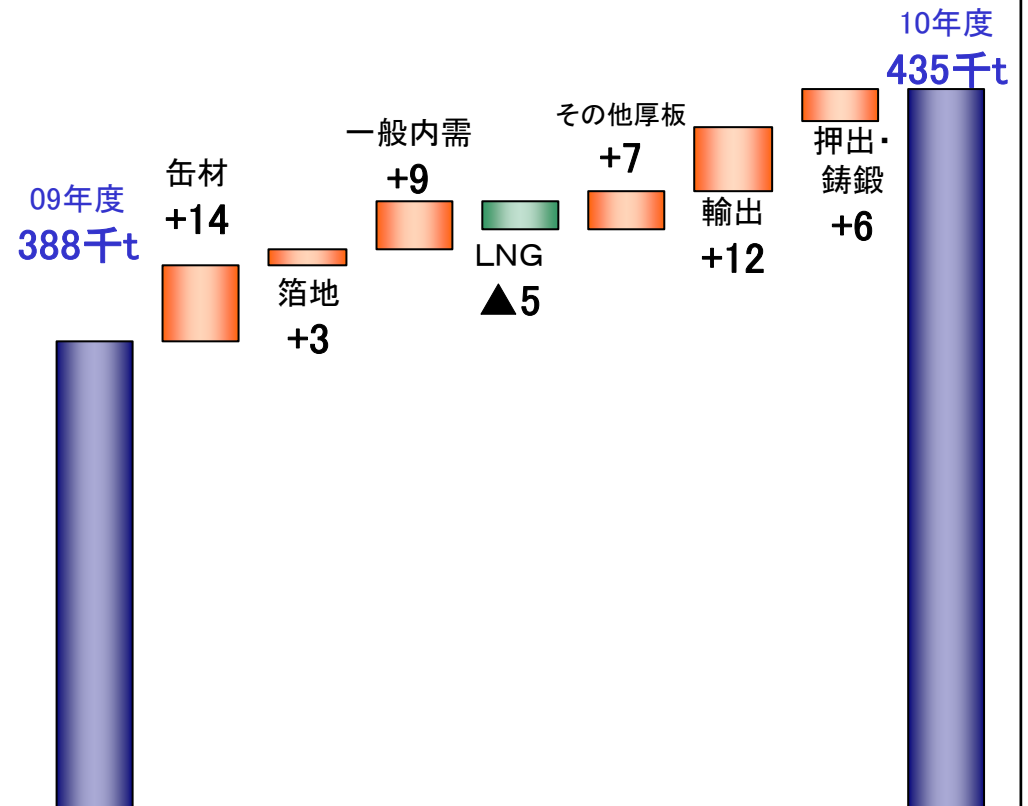 09年度
388千t
缶材
+14
箔地
+3
一般内需
+9
LNG
▲5
その他厚板
+7
輸出
+12
押出・
鋳鍛
+6
10年度
435千t